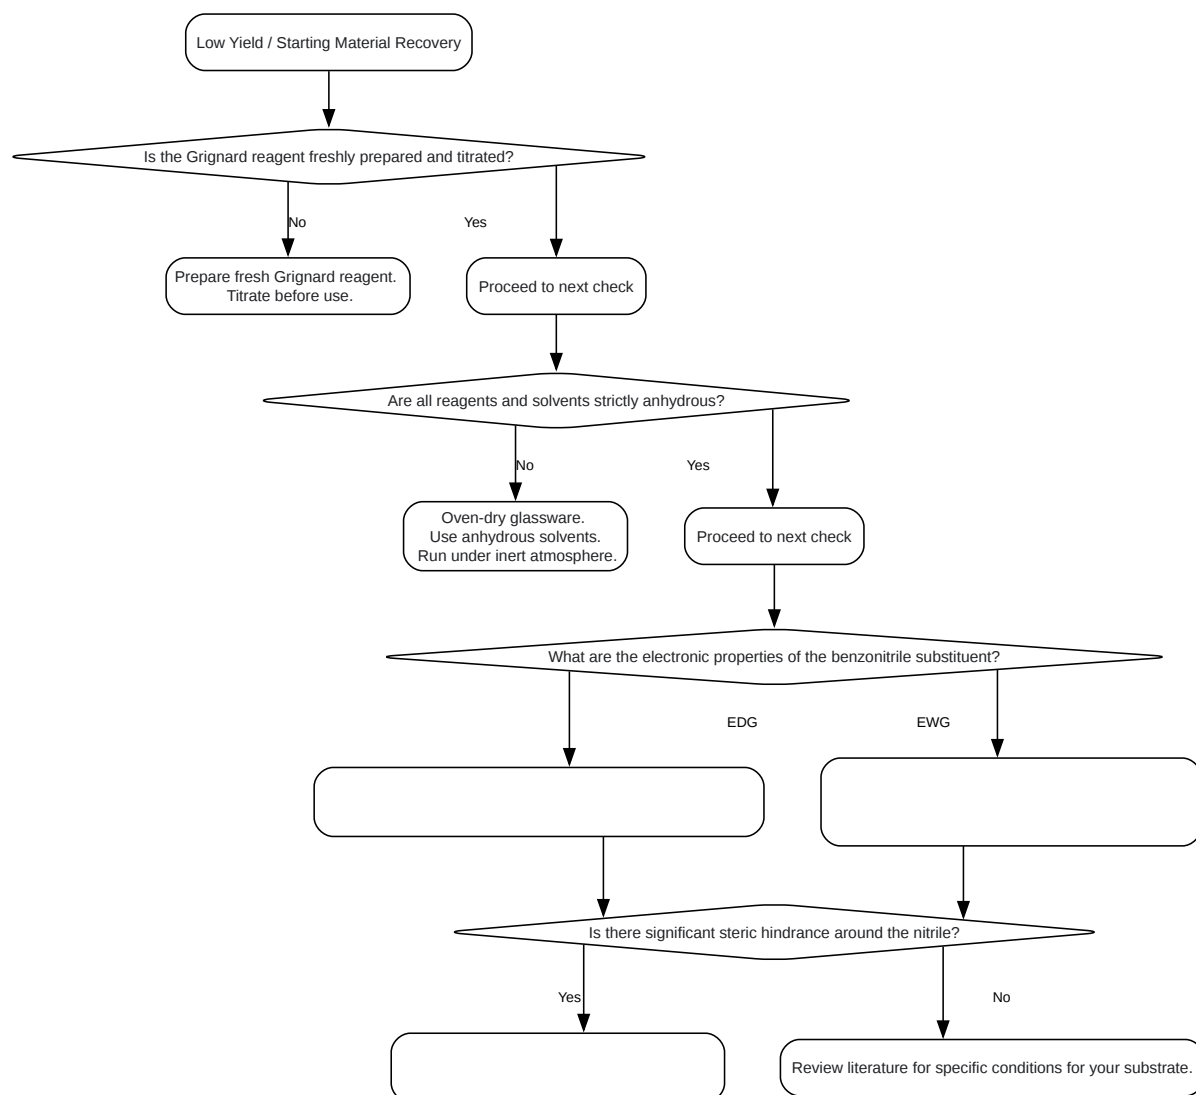 Low Yield / Starting Material Recovery
Is the Grignard reagent freshly prepared and titrated?
No
Yes
Prepare fresh Grignard reagent.
Titrate before use.
Proceed to next check
Are all reagents and solvents strictly anhydrous?
No
Yes
Oven-dry glassware.
Use anhydrous solvents.
Run under inert atmosphere.
Proceed to next check
What are the electronic properties of the benzonitrile substituent?
EDG
EWG
Is there significant steric hindrance around the nitrile?
Yes
No
Review literature for specific conditions for your substrate.